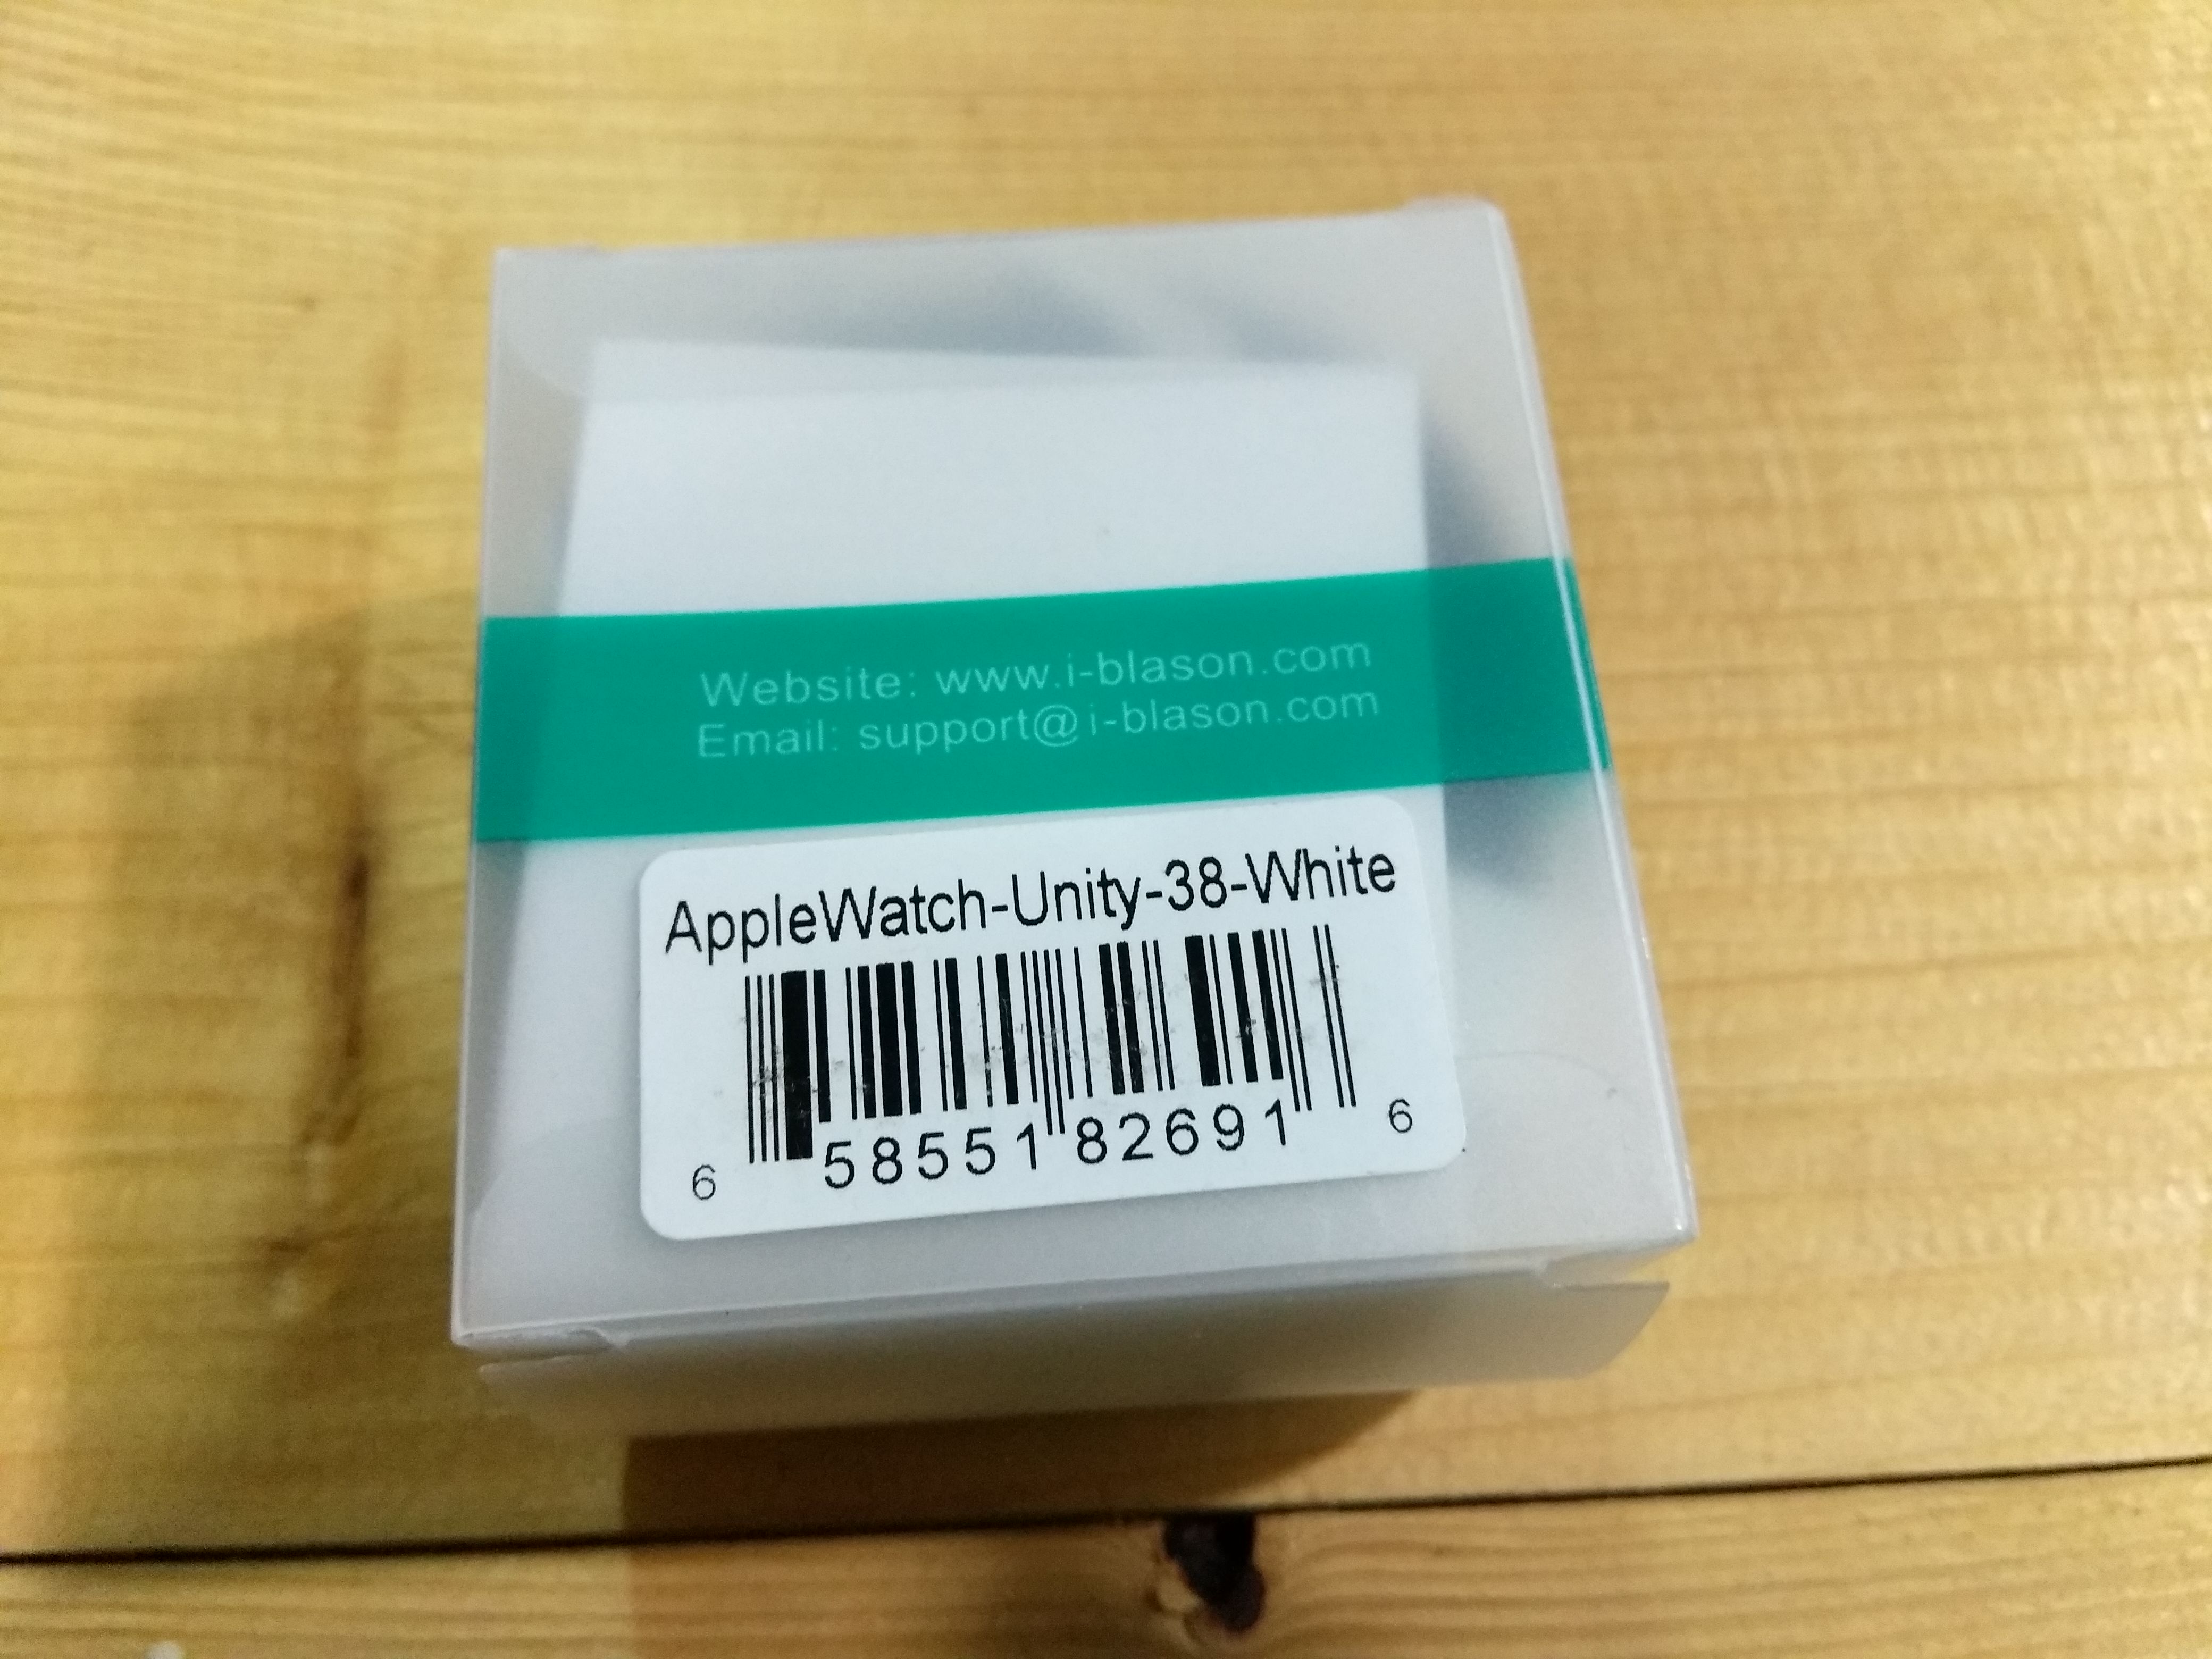 Website: www.i-blason.com
Email: support@i-blason.com
AppleWatch-Unity-38-White
6 58551 82691 6